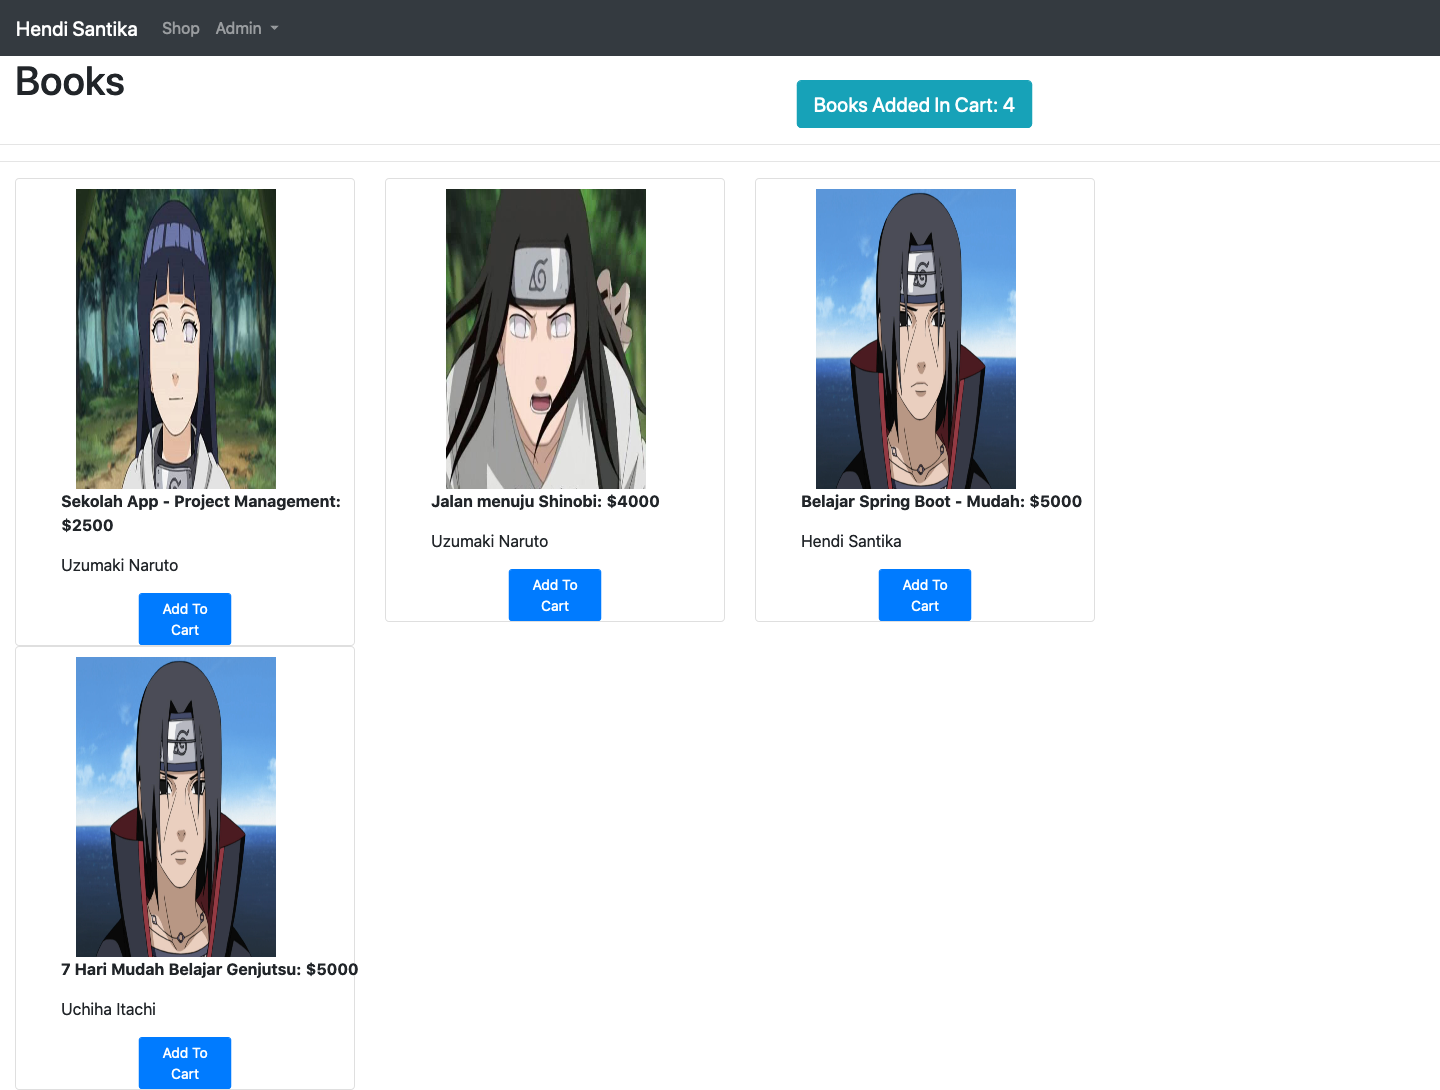 Hendi Santika
Shop
Admin
Books
Books Added In Cart: 4
Sekolah App - Project Management:
$2500
Uzumaki Naruto
Add To
Cart
Jalan menuju Shinobi: $4000
Uzumaki Naruto
Add To
Cart
Belajar Spring Boot - Mudah: $5000
Hendi Santika
Add To
Cart
7 Hari Mudah Belajar Genjutsu: $5000
Uchiha Itachi
Add To
Cart